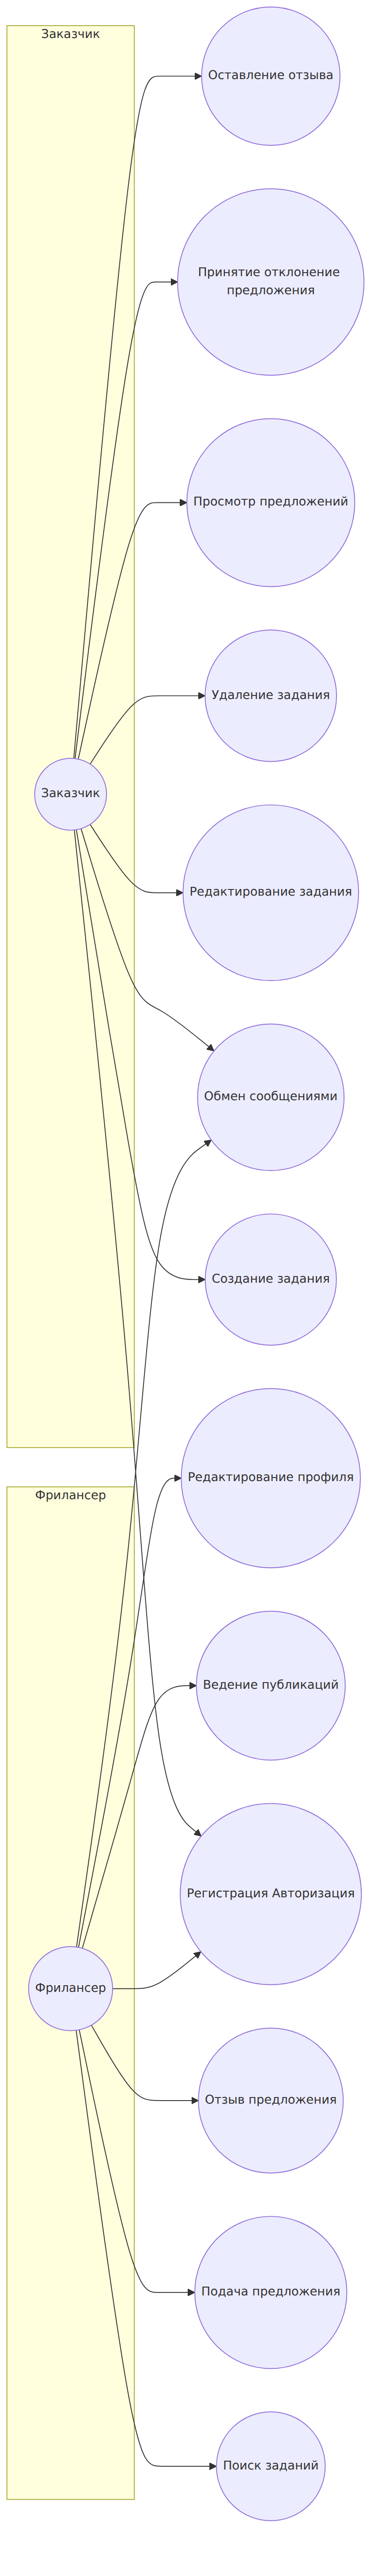 Заказчик
Оставление отзыва
Принятие отклонение
предложения
Просмотр предложений
Удаление задания
Заказчик
Редактирование задания
Обмен сообщениями
Создание задания
Редактирование профиля
Фрилансер
Ведение публикаций
Регистрация Авторизация
Фрилансер
Отзыв предложения
Подача предложения
Поиск заданий